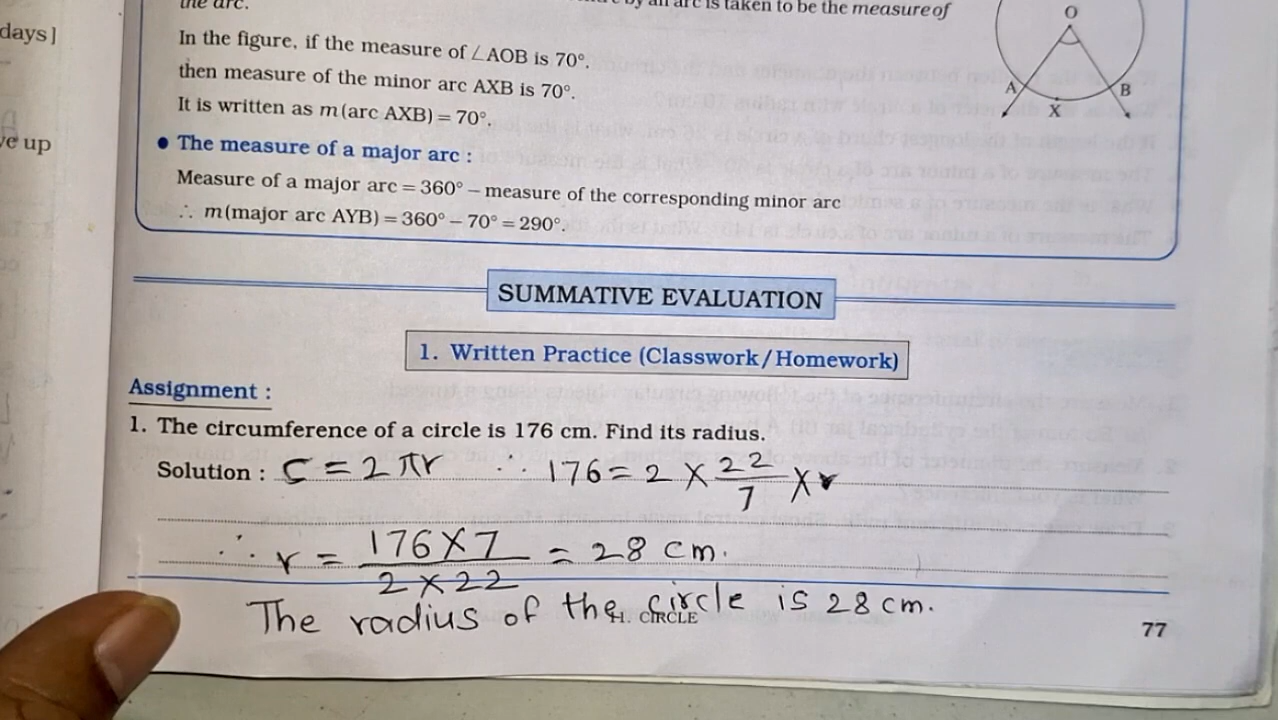 the arc.
by an arc is taken to be the measure of
days]
In the figure, if the measure of ∠AOB is 70°.
then measure of the minor arc AXB is 70°.
It is written as m(arc AXB) = 70°.
O
A
B
X
up
• The measure of a major arc :
Measure of a major arc = 360° – measure of the corresponding minor arc
∴ m(major arc AYB) = 360° – 70° = 290°.
SUMMATIVE EVALUATION
1. Written Practice (Classwork/Homework)
Assignment :
1. The circumference of a circle is 176 cm. Find its radius.
Solution : C = 2πr ∴ 176 = 2 × 22/7 × r
∴ r = 176×7 / 2×22 = 28 cm.
The radius of the circle is 28 cm.
CIRCLE
77